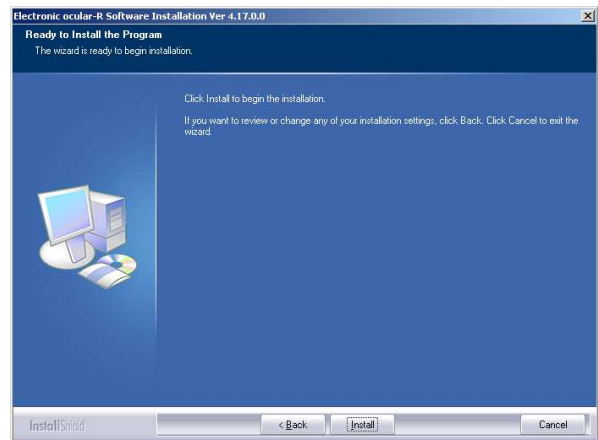 Electronic ocular-R Software Installation Ver 4.17.0.0
Ready to Install the Program
The wizard is ready to begin installation.
Click Install to begin the installation.
If you want to review or change any of your installation settings, click Back. Click Cancel to exit the
wizard.
InstallShield
< Back
Install
Cancel